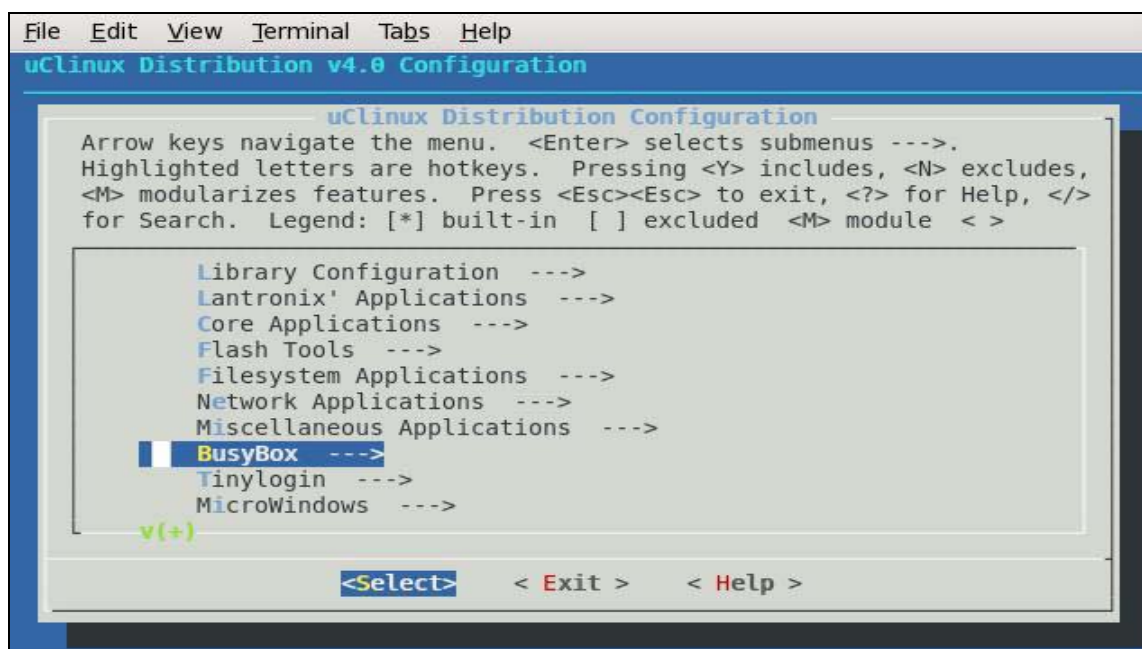 File Edit View Terminal Tabs Help
uClinux Distribution v4.0 Configuration
uClinux Distribution Configuration
Arrow keys navigate the menu. <Enter> selects submenus --->.
Highlighted letters are hotkeys. Pressing <Y> includes, <N> excludes,
<M> modularizes features. Press <Esc><Esc> to exit, <?> for Help, </>
for Search. Legend: [*] built-in [ ] excluded <M> module < >
Library Configuration --->
Lantronix' Applications --->
Core Applications --->
Flash Tools --->
Filesystem Applications --->
Network Applications --->
Miscellaneous Applications --->
BusyBox --->
Tinylogin --->
MicroWindows --->
v(+)
<Select> < Exit > < Help >